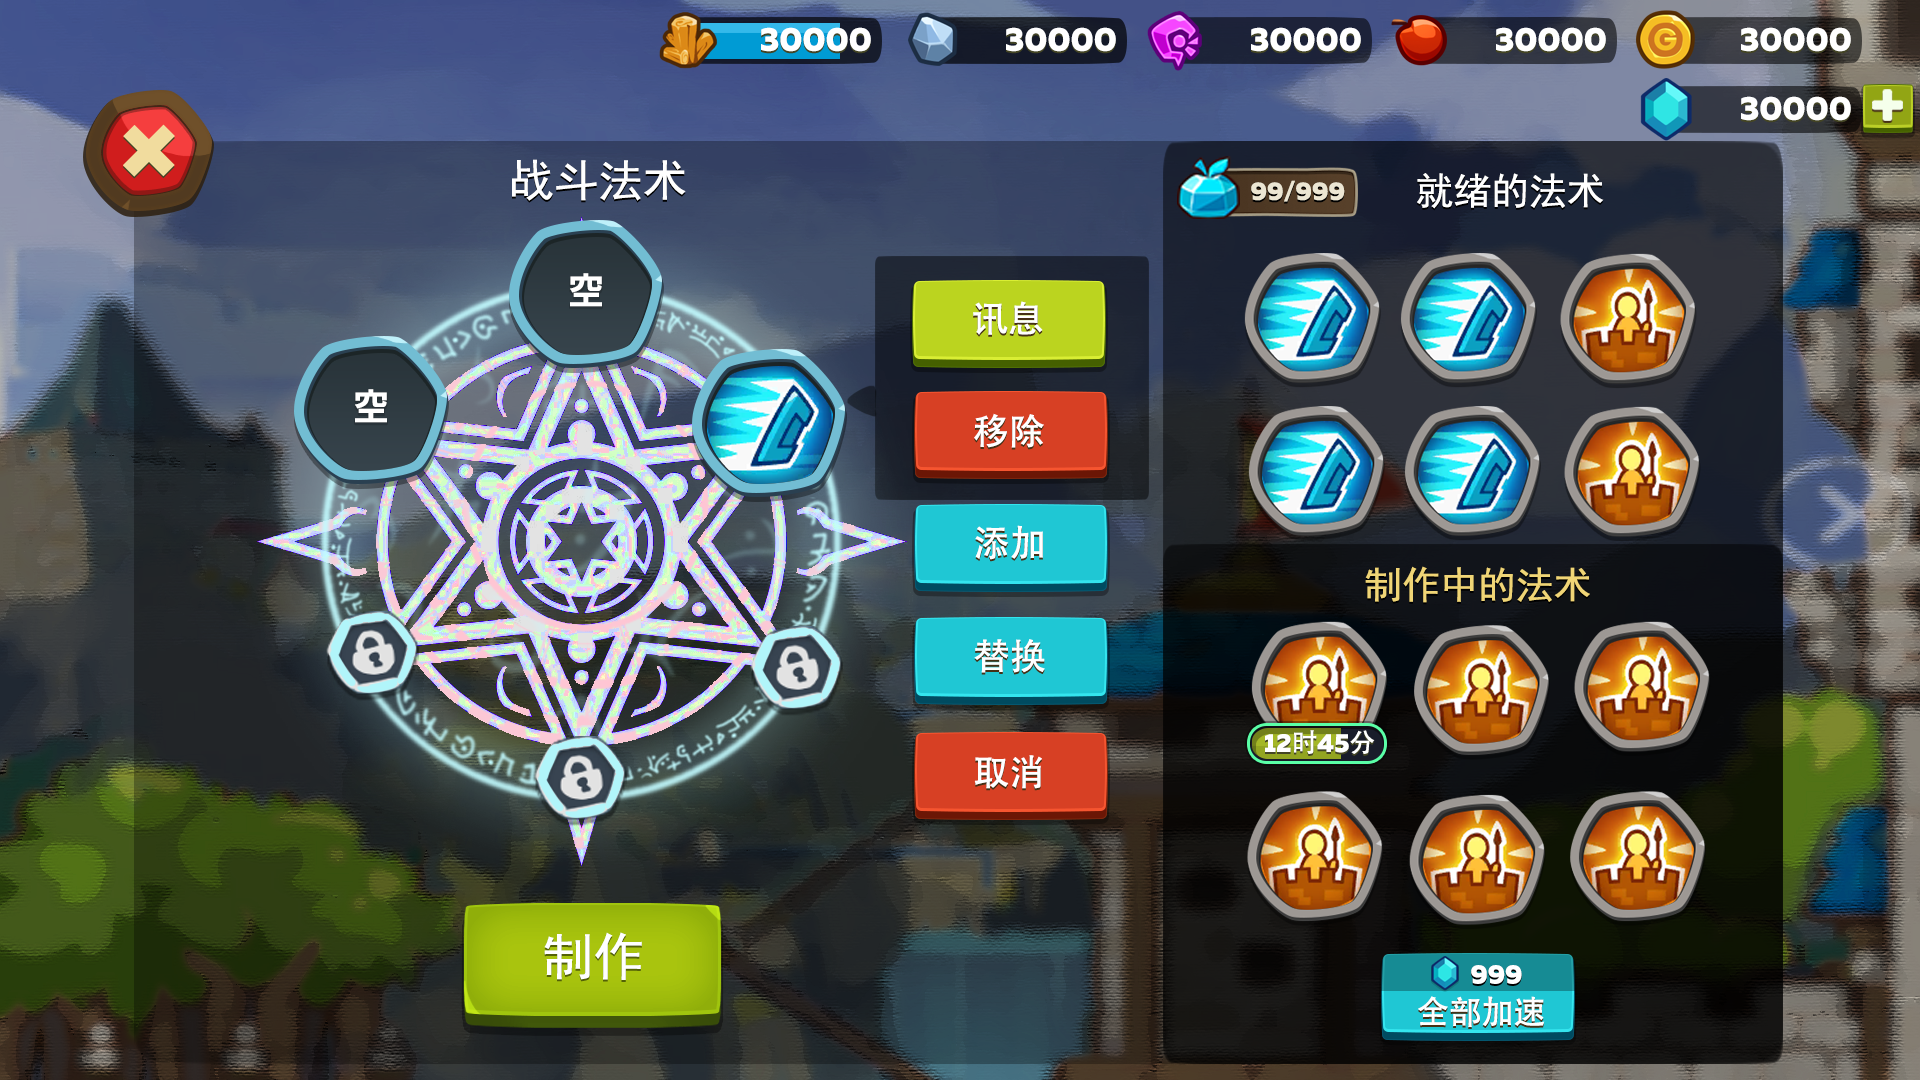 30000
30000
30000
30000
30000
30000
战斗法术
99/999
就绪的法术
空
空
讯息
移除
添加
替换
取消
制作中的法术
12时45分
制作
999
全部加速